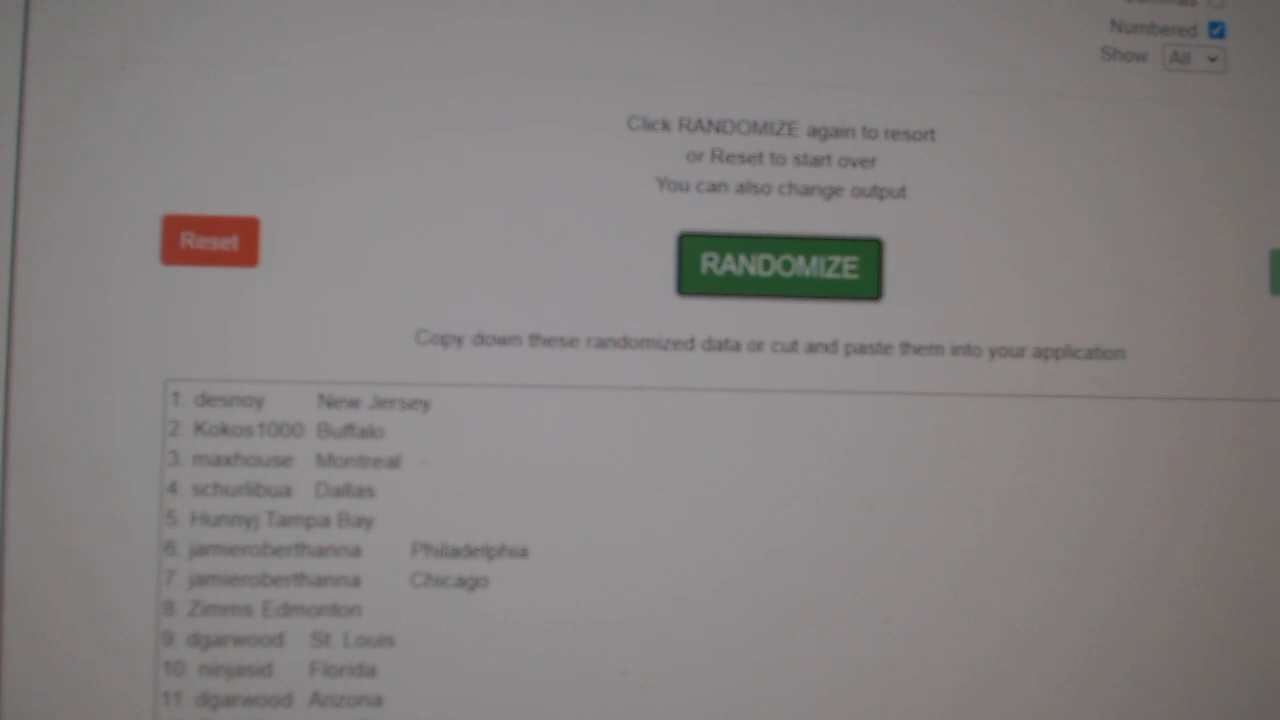 Numbered
Show All
Click RANDOMIZE again to resort
or Reset to start over
You can also change output
Reset
RANDOMIZE
Copy down these randomized data or cut and paste them into your application
1. desnoy New Jersey
2. Kokos1000 Buffalo
3. maxhouse Montreal
4. schurlibua Dallas
5. Hunnyj Tampa Bay
6. jamieroberthanna Philadelphia
7. jamieroberthanna Chicago
8. Zimms Edmonton
9. dgarwood St. Louis
10. ninjasid Florida
11. dgarwood Arizona